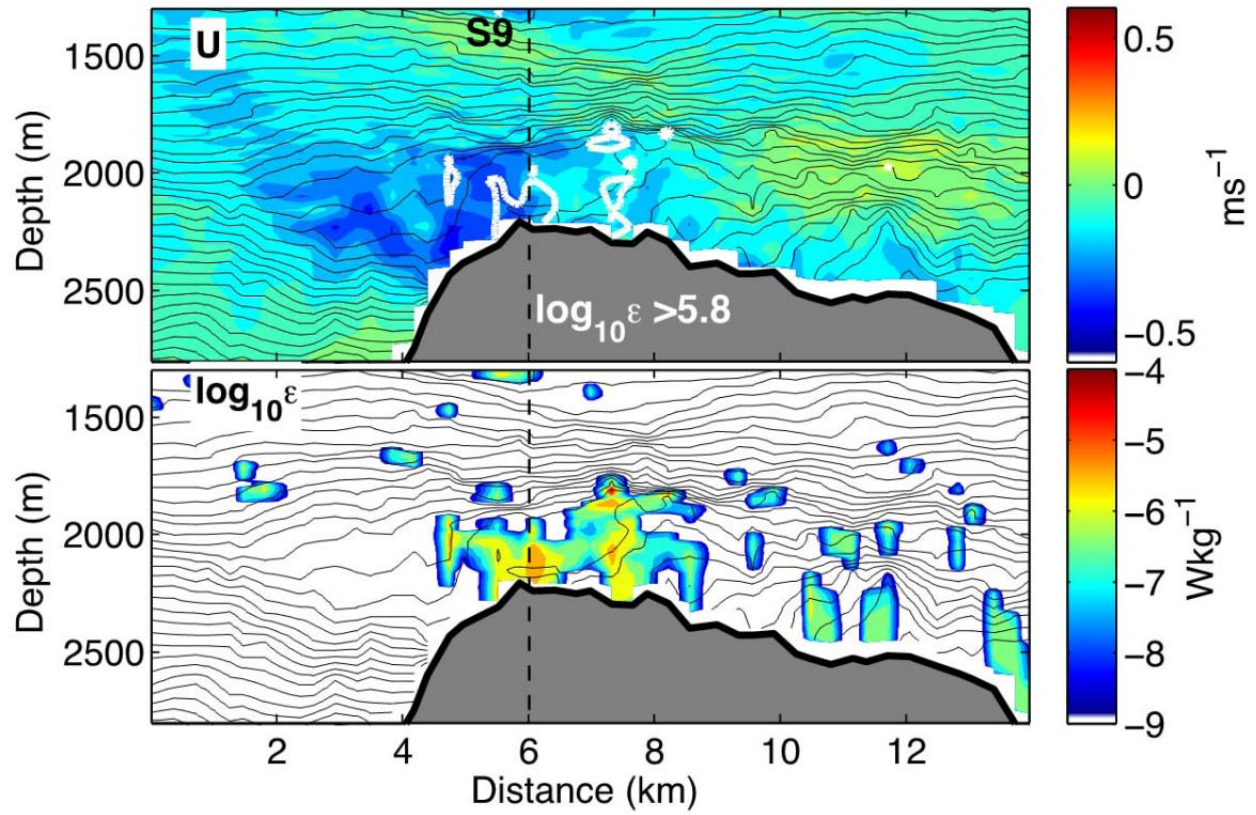 U
S9
1500
2000
2500
Depth (m)
log₁₀ ε >5.8
0.5
0
−0.5
ms⁻¹
log₁₀ε
1500
2000
2500
Depth (m)
−4
−5
−6
−7
−8
−9
Wkg⁻¹
2 4 6 8 10 12
Distance (km)